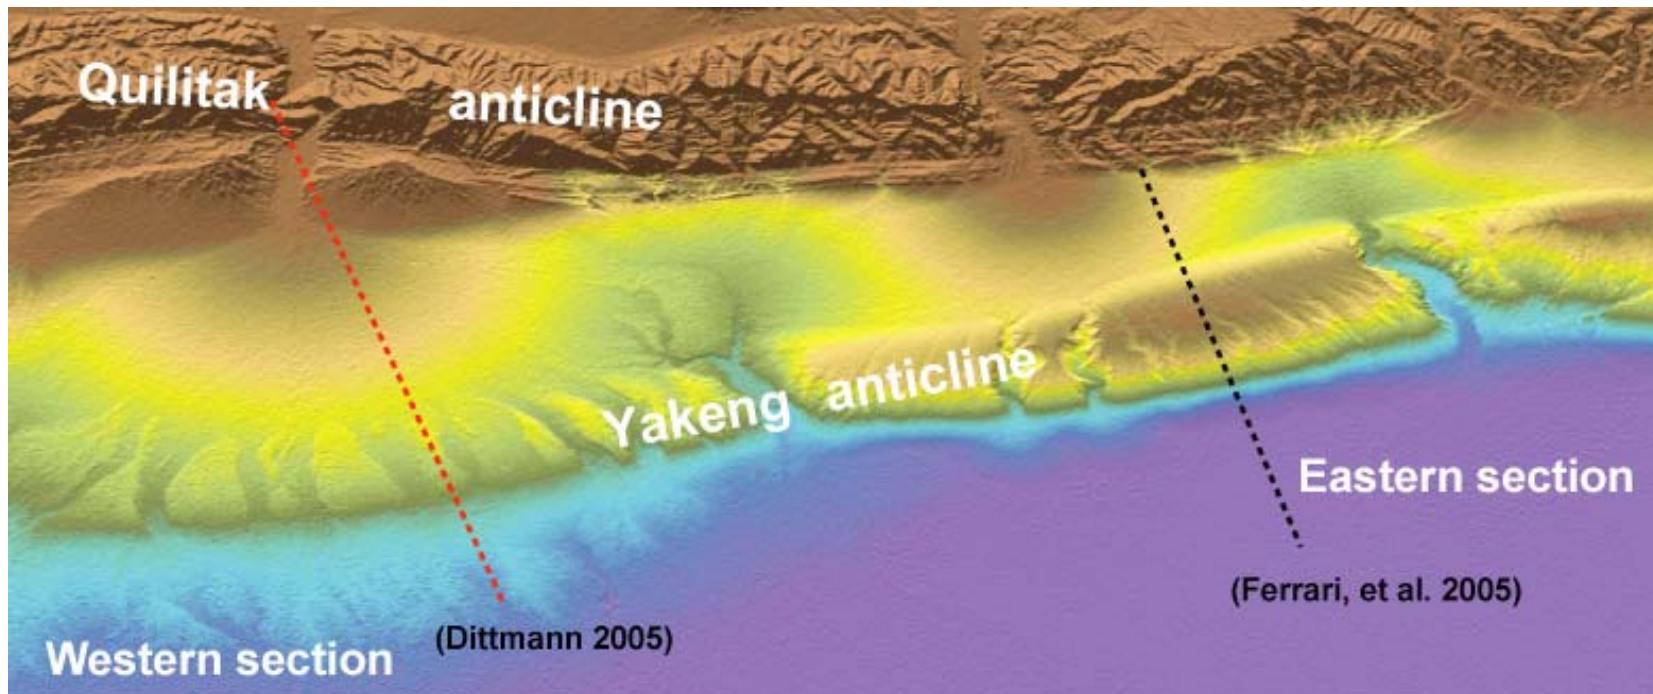 Quilitak anticline
Yakeng anticline
Eastern section
(Ferrari, et al. 2005)
(Dittmann 2005)
Western section